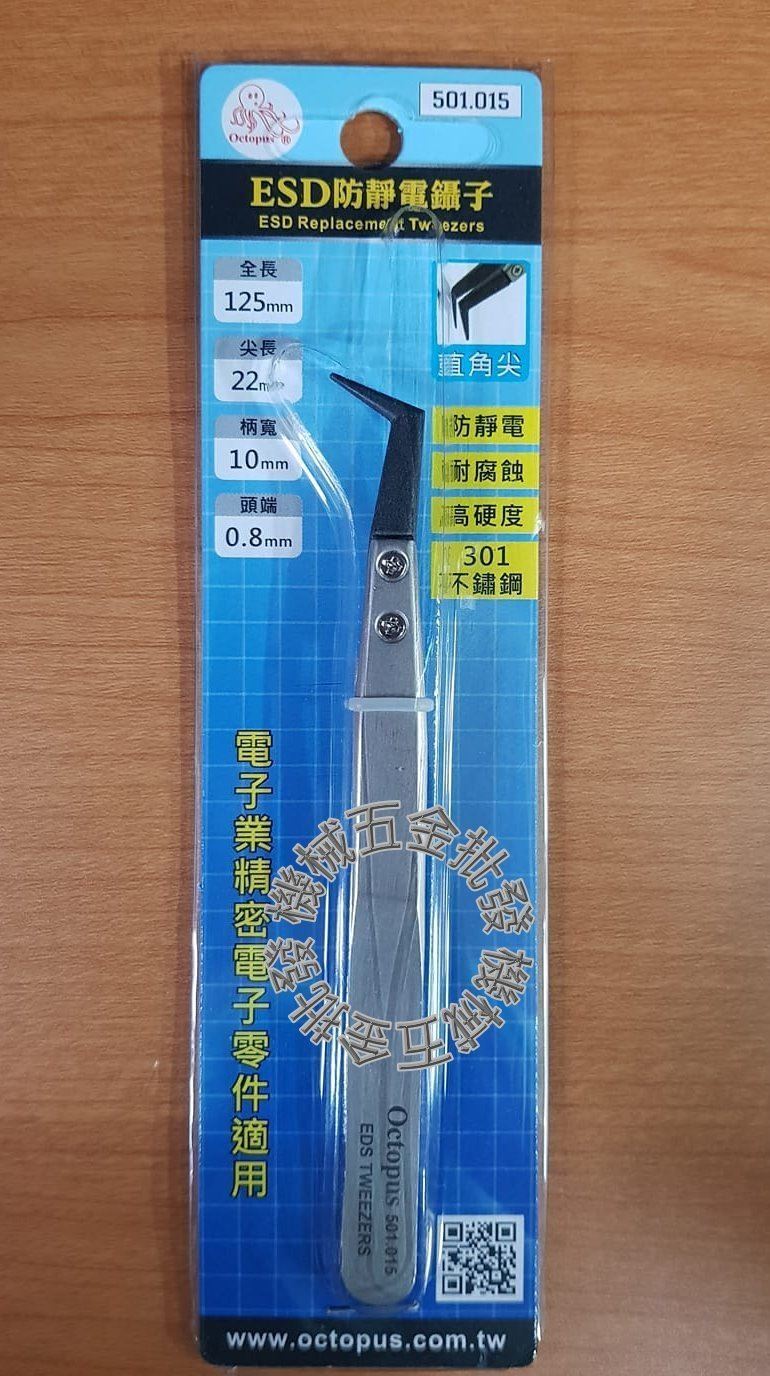 Octopus ®
501.015
ESD防靜電鑷子
ESD Replacement Tweezers
全長
125mm
尖長
22mm
柄寬
10mm
頭端
0.8mm
直角尖
防靜電
耐腐蝕
高硬度
301
不鏽鋼
電子業精密電子零件適用
機械五金批發 機械五金批發
Octopus 501.015
EDS TWEEZERS
www.octopus.com.tw